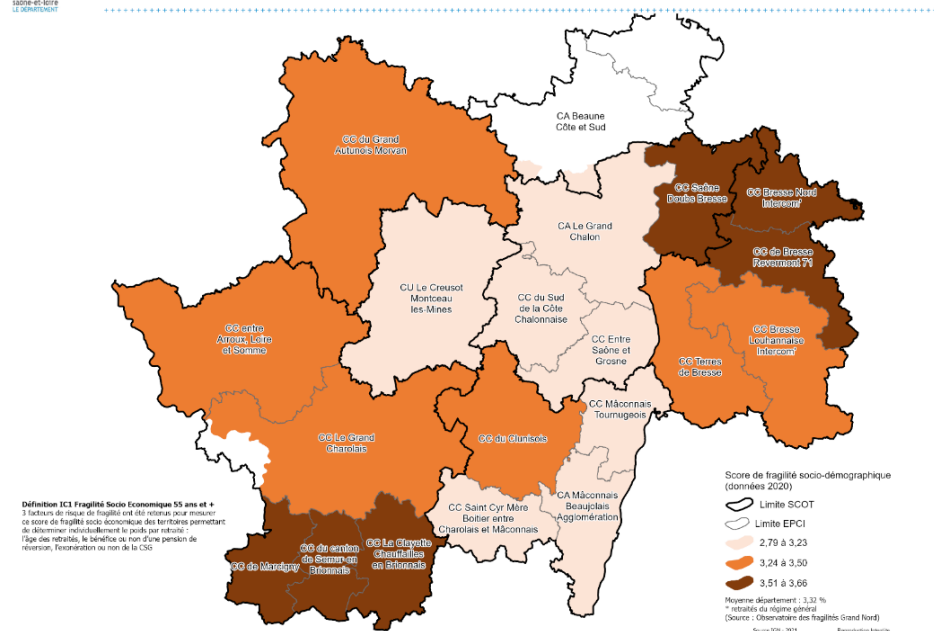 saône-et-loire
LE DÉPARTEMENT
CA Beaune
Côte et Sud
CC du Grand
Autunois Morvan
CC Saône
Doubs Bresse
CC Bresse Nord
Intercom'
CA Le Grand
Chalon
CC de Bresse
Revermont 71
CU Le Creusot
Montceau
les-Mines
CC du Sud
de la Côte
Chalonnaise
CC entre
Arroux, Loire
et Somme
CC Entre
Saône et
Grosne
CC Bresse
Louhannaise
Intercom'
CC Terres
de Bresse
CC Mâconnais
Tournugeois
CC Le Grand
Charolais
CC du Clunisois
CC Saint Cyr Mère
Boitier entre
Charolais et Mâconnais
CA Mâconnais
Beaujolais
Agglomération
CC de Marcigny
CC du canton
de Semur-en
Brionnais
CC La Clayette
Chauffailles
en Brionnais
Définition IC1 Fragilité Socio Economique 55 ans et +
3 facteurs de risque de fragilité ont été retenus pour mesurer
ce score de fragilité socio économique des territoires permettant
de déterminer individuellement le poids par retraité :
l'âge des retraités, le bénéfice ou non d'une pension de
réversion, l'exonération ou non de la CSG
Score de fragilité socio-démographique
(données 2020)
Limite SCOT
Limite EPCI
2,79 à 3,23
3,24 à 3,50
3,51 à 3,66
Moyenne département : 3,32 %
* retraités du régime général
(Source : Observatoire des fragilités Grand Nord)